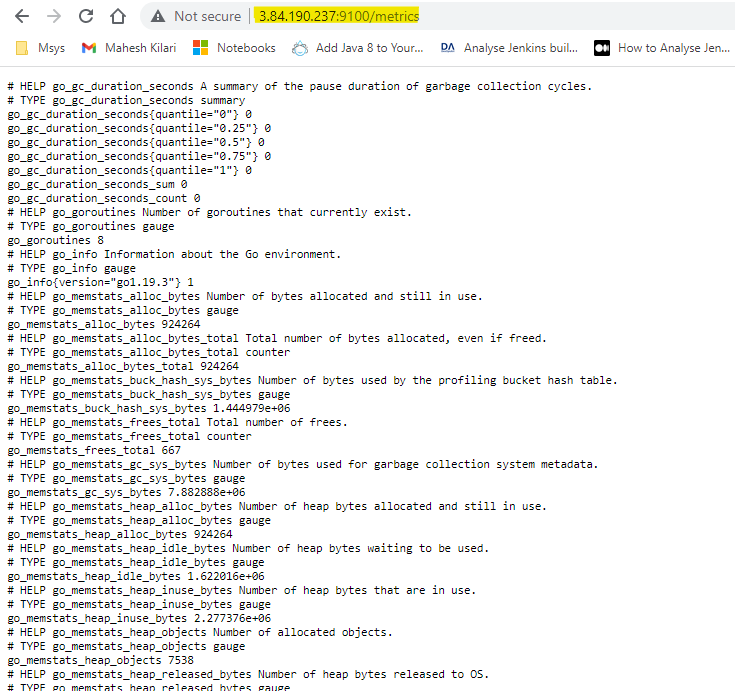 Not secure | 3.84.190.237:9100/metrics
Msys Mahesh Kilari Notebooks Add Java 8 to Your... DA Analyse Jenkins buil... How to Analyse Jen...
# HELP go_gc_duration_seconds A summary of the pause duration of garbage collection cycles.
# TYPE go_gc_duration_seconds summary
go_gc_duration_seconds{quantile="0"} 0
go_gc_duration_seconds{quantile="0.25"} 0
go_gc_duration_seconds{quantile="0.5"} 0
go_gc_duration_seconds{quantile="0.75"} 0
go_gc_duration_seconds{quantile="1"} 0
go_gc_duration_seconds_sum 0
go_gc_duration_seconds_count 0
# HELP go_goroutines Number of goroutines that currently exist.
# TYPE go_goroutines gauge
go_goroutines 8
# HELP go_info Information about the Go environment.
# TYPE go_info gauge
go_info{version="go1.19.3"} 1
# HELP go_memstats_alloc_bytes Number of bytes allocated and still in use.
# TYPE go_memstats_alloc_bytes gauge
go_memstats_alloc_bytes 924264
# HELP go_memstats_alloc_bytes_total Total number of bytes allocated, even if freed.
# TYPE go_memstats_alloc_bytes_total counter
go_memstats_alloc_bytes_total 924264
# HELP go_memstats_buck_hash_sys_bytes Number of bytes used by the profiling bucket hash table.
# TYPE go_memstats_buck_hash_sys_bytes gauge
go_memstats_buck_hash_sys_bytes 1.444979e+06
# HELP go_memstats_frees_total Total number of frees.
# TYPE go_memstats_frees_total counter
go_memstats_frees_total 667
# HELP go_memstats_gc_sys_bytes Number of bytes used for garbage collection system metadata.
# TYPE go_memstats_gc_sys_bytes gauge
go_memstats_gc_sys_bytes 7.882888e+06
# HELP go_memstats_heap_alloc_bytes Number of heap bytes allocated and still in use.
# TYPE go_memstats_heap_alloc_bytes gauge
go_memstats_heap_alloc_bytes 924264
# HELP go_memstats_heap_idle_bytes Number of heap bytes waiting to be used.
# TYPE go_memstats_heap_idle_bytes gauge
go_memstats_heap_idle_bytes 1.622016e+06
# HELP go_memstats_heap_inuse_bytes Number of heap bytes that are in use.
# TYPE go_memstats_heap_inuse_bytes gauge
go_memstats_heap_inuse_bytes 2.277376e+06
# HELP go_memstats_heap_objects Number of allocated objects.
# TYPE go_memstats_heap_objects gauge
go_memstats_heap_objects 7538
# HELP go_memstats_heap_released_bytes Number of heap bytes released to OS.
# TYPE go_memstats_heap_released_bytes gauge